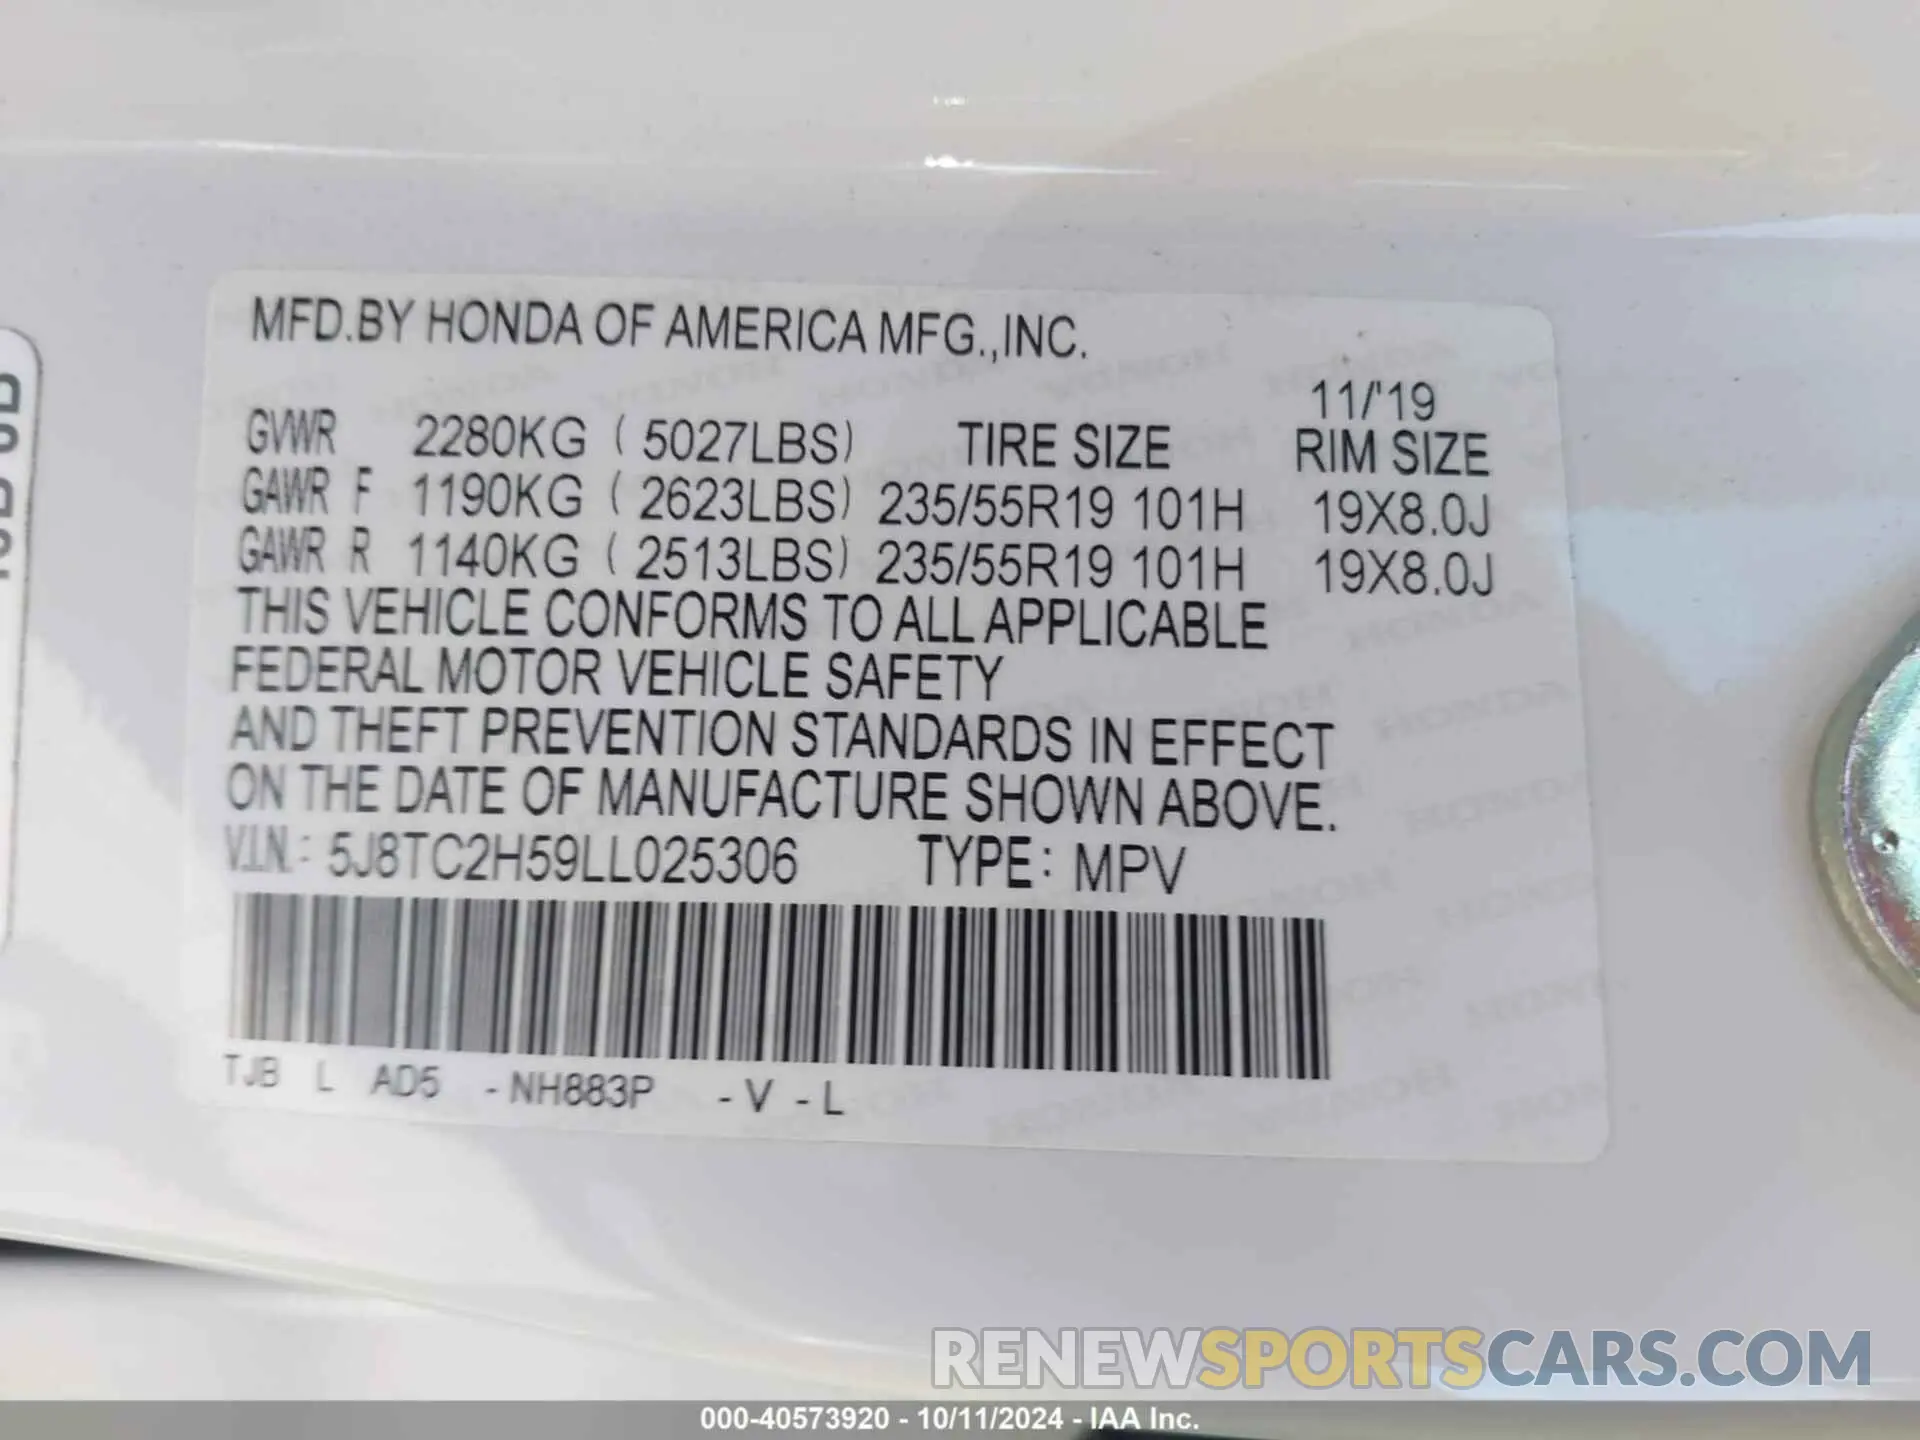 MFD.BY HONDA OF AMERICA MFG.,INC.
11/'19
GVWR 2280KG ( 5027LBS) TIRE SIZE RIM SIZE
GAWR F 1190KG ( 2623LBS) 235/55R19 101H 19X8.0J
GAWR R 1140KG ( 2513LBS) 235/55R19 101H 19X8.0J
THIS VEHICLE CONFORMS TO ALL APPLICABLE
FEDERAL MOTOR VEHICLE SAFETY
AND THEFT PREVENTION STANDARDS IN EFFECT
ON THE DATE OF MANUFACTURE SHOWN ABOVE.
V.I.N.: 5J8TC2H59LL025306 TYPE: MPV
TJB L AD5 -NH883P -V -L
RENEWSPORTSCARS.COM
000-40573920 - 10/11/2024 - IAA Inc.